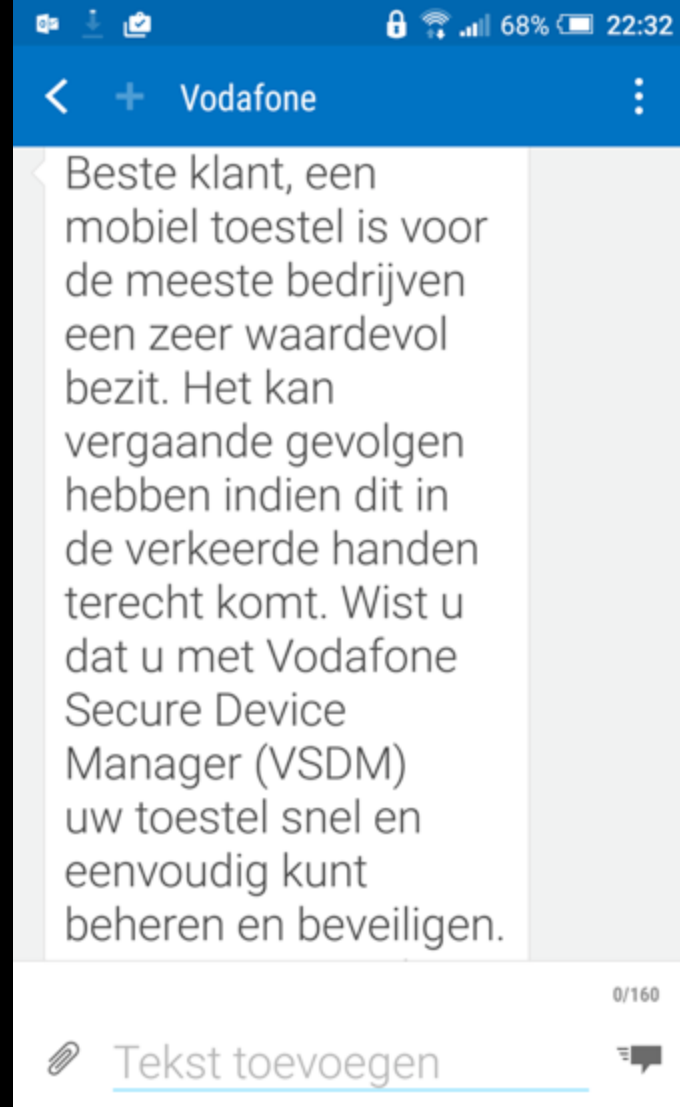 68% 22:32
Vodafone
Beste klant, een
mobiel toestel is voor
de meeste bedrijven
een zeer waardevol
bezit. Het kan
vergaande gevolgen
hebben indien dit in
de verkeerde handen
terecht komt. Wist u
dat u met Vodafone
Secure Device
Manager (VSDM)
uw toestel snel en
eenvoudig kunt
beheren en beveiligen.
0/160
Tekst toevoegen